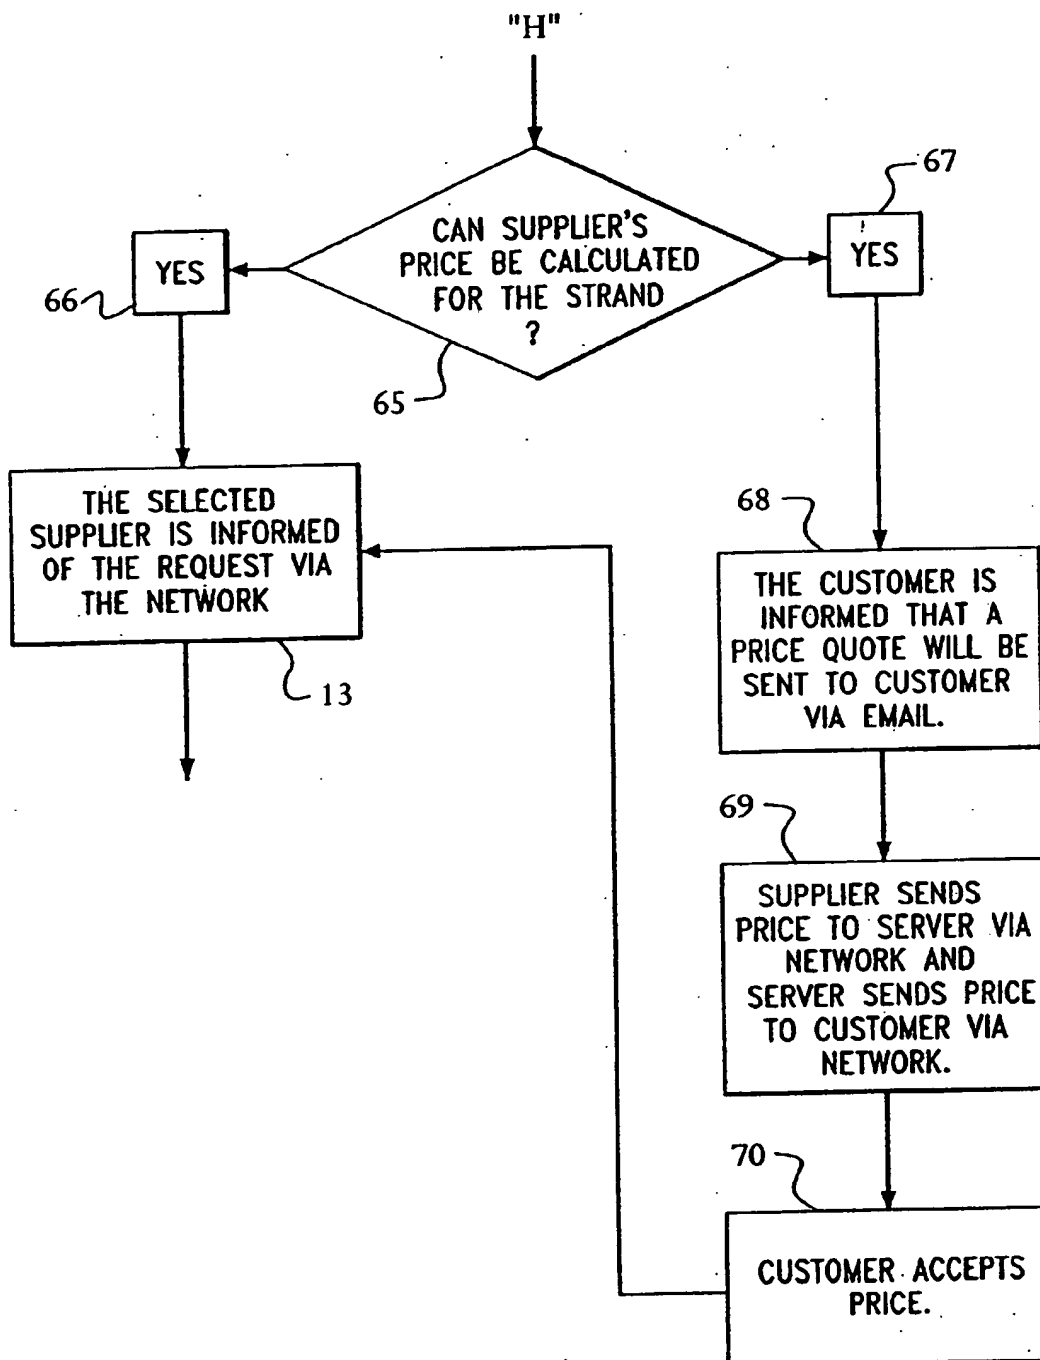 "H"
67
CAN SUPPLIER'S
PRICE BE CALCULATED
FOR THE STRAND
?
YES
YES
66
65
THE SELECTED
SUPPLIER IS INFORMED
OF THE REQUEST VIA
THE NETWORK
13
68
THE CUSTOMER IS
INFORMED THAT A
PRICE QUOTE WILL BE
SENT TO CUSTOMER
VIA EMAIL.
69
SUPPLIER SENDS
PRICE TO SERVER VIA
NETWORK AND
SERVER SENDS PRICE
TO CUSTOMER VIA
NETWORK.
70
CUSTOMER ACCEPTS
PRICE.